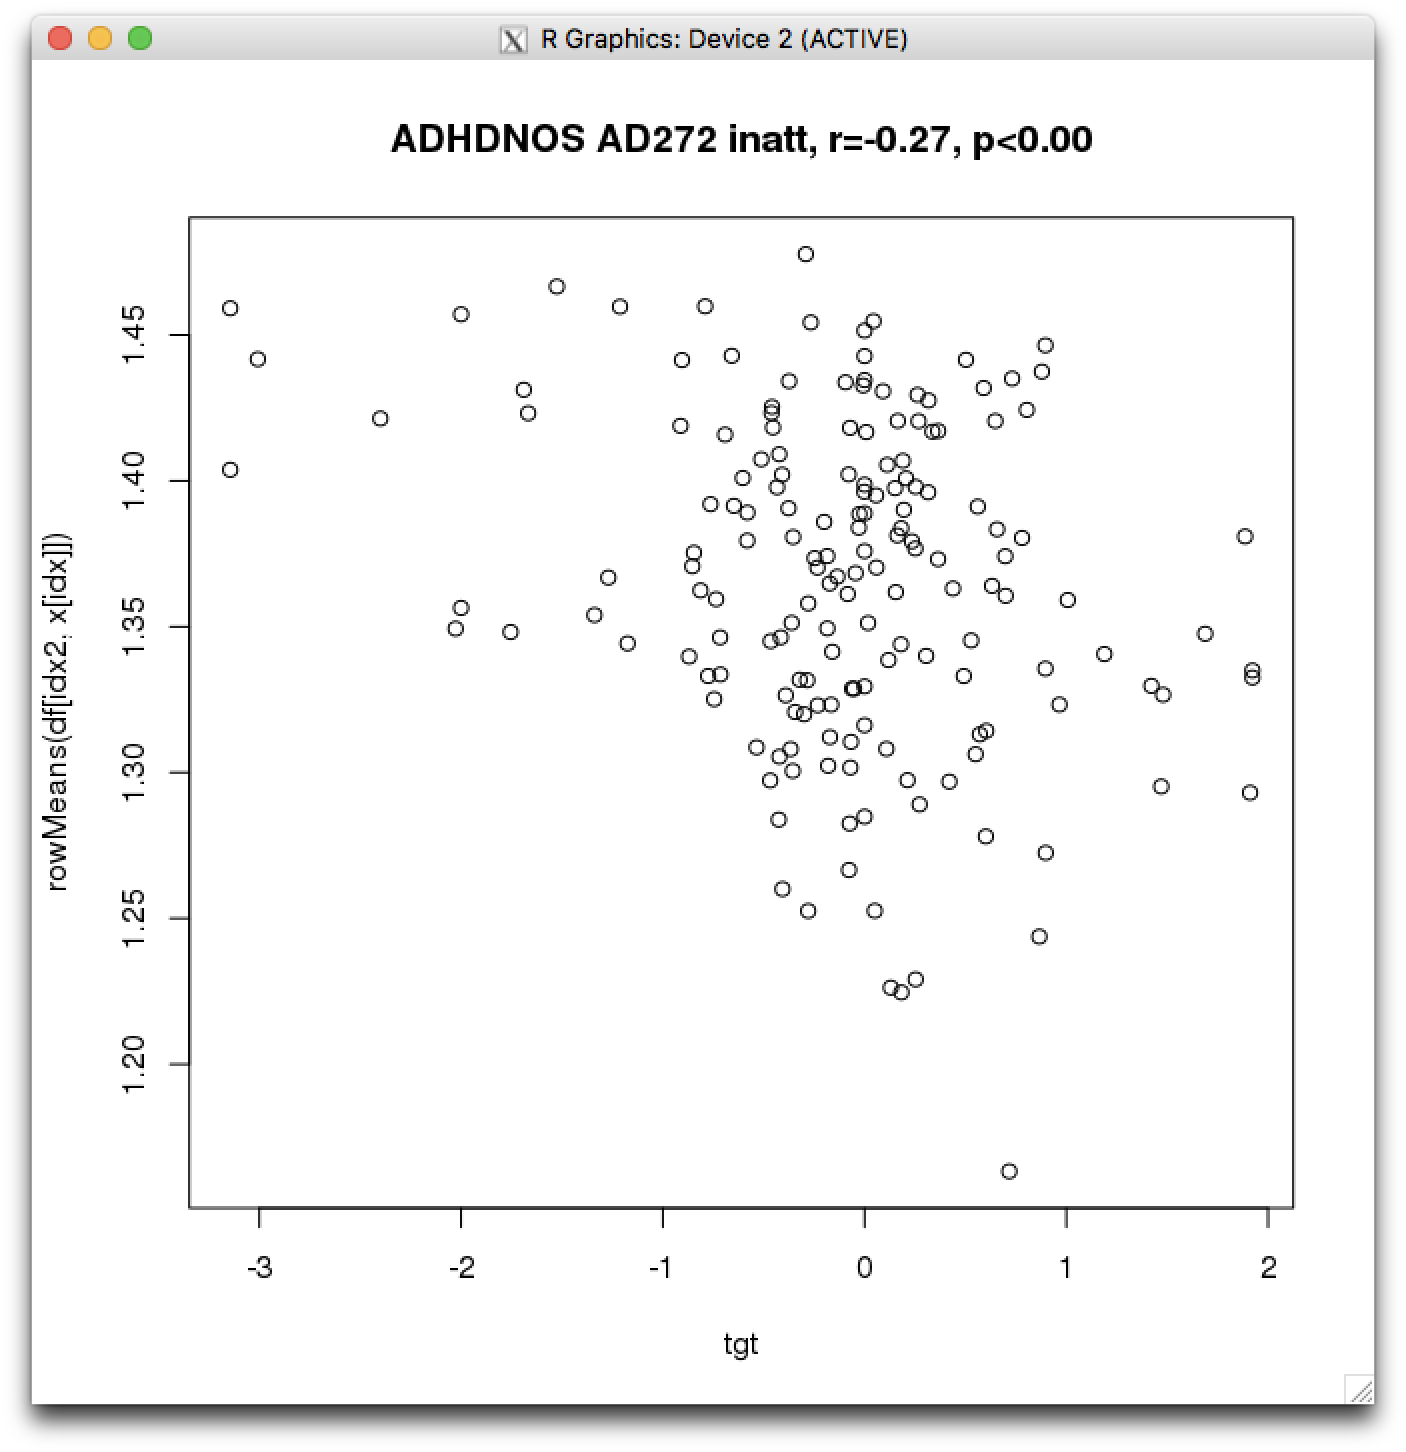 R Graphics: Device 2 (ACTIVE)
ADHDNOS AD272 inatt, r=-0.27, p<0.00
rowMeans(df[idx2, x[idx]])
1.45
1.40
1.35
1.30
1.25
1.20
-3 -2 -1 0 1 2
tgt